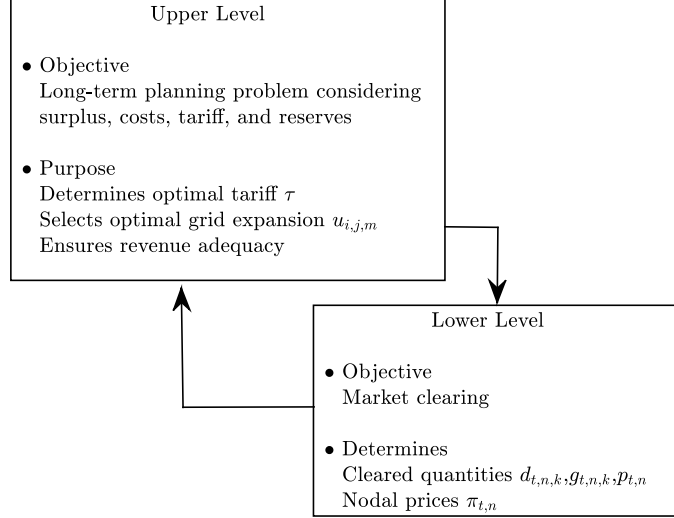 Upper Level
• Objective
Long-term planning problem considering
surplus, costs, tariff, and reserves
• Purpose
Determines optimal tariff τ
Selects optimal grid expansion u_{i,j,m}
Ensures revenue adequacy
Lower Level
• Objective
Market clearing
• Determines
Cleared quantities d_{t,n,k},g_{t,n,k},p_{t,n}
Nodal prices π_{t,n}